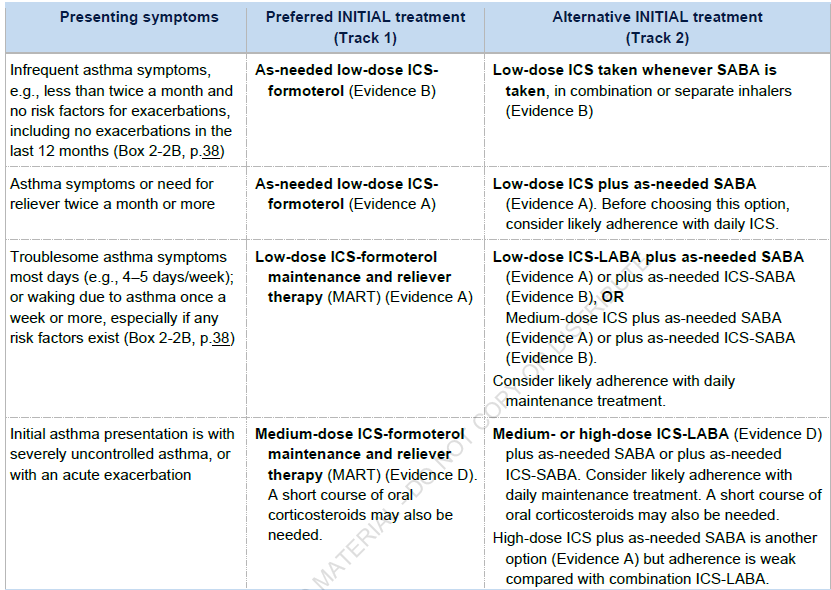 Presenting symptoms
Preferred INITIAL treatment
(Track 1)
Alternative INITIAL treatment
(Track 2)
Infrequent asthma symptoms,
e.g., less than twice a month and
no risk factors for exacerbations,
including no exacerbations in the
last 12 months (Box 2-2B, p.38)
As-needed low-dose ICS-
formoterol (Evidence B)
Low-dose ICS taken whenever SABA is
taken, in combination or separate inhalers
(Evidence B)
Asthma symptoms or need for
reliever twice a month or more
As-needed low-dose ICS-
formoterol (Evidence A)
Low-dose ICS plus as-needed SABA
(Evidence A). Before choosing this option,
consider likely adherence with daily ICS.
Troublesome asthma symptoms
most days (e.g., 4–5 days/week);
or waking due to asthma once a
week or more, especially if any
risk factors exist (Box 2-2B, p.38)
Low-dose ICS-formoterol
maintenance and reliever
therapy (MART) (Evidence A)
Low-dose ICS-LABA plus as-needed SABA
(Evidence A) or plus as-needed ICS-SABA
(Evidence B), OR
Medium-dose ICS plus as-needed SABA
(Evidence A) or plus as-needed ICS-SABA
(Evidence B).
Consider likely adherence with daily
maintenance treatment.
Initial asthma presentation is with
severely uncontrolled asthma, or
with an acute exacerbation
Medium-dose ICS-formoterol
maintenance and reliever
therapy (MART) (Evidence D).
A short course of oral
corticosteroids may also be
needed.
Medium- or high-dose ICS-LABA (Evidence D)
plus as-needed SABA or plus as-needed
ICS-SABA. Consider likely adherence with
daily maintenance treatment. A short course of
oral corticosteroids may also be needed.
High-dose ICS plus as-needed SABA is another
option (Evidence A) but adherence is weak
compared with combination ICS-LABA.
MATERIAL - DO NOT COPY OR DISTRIBUTE